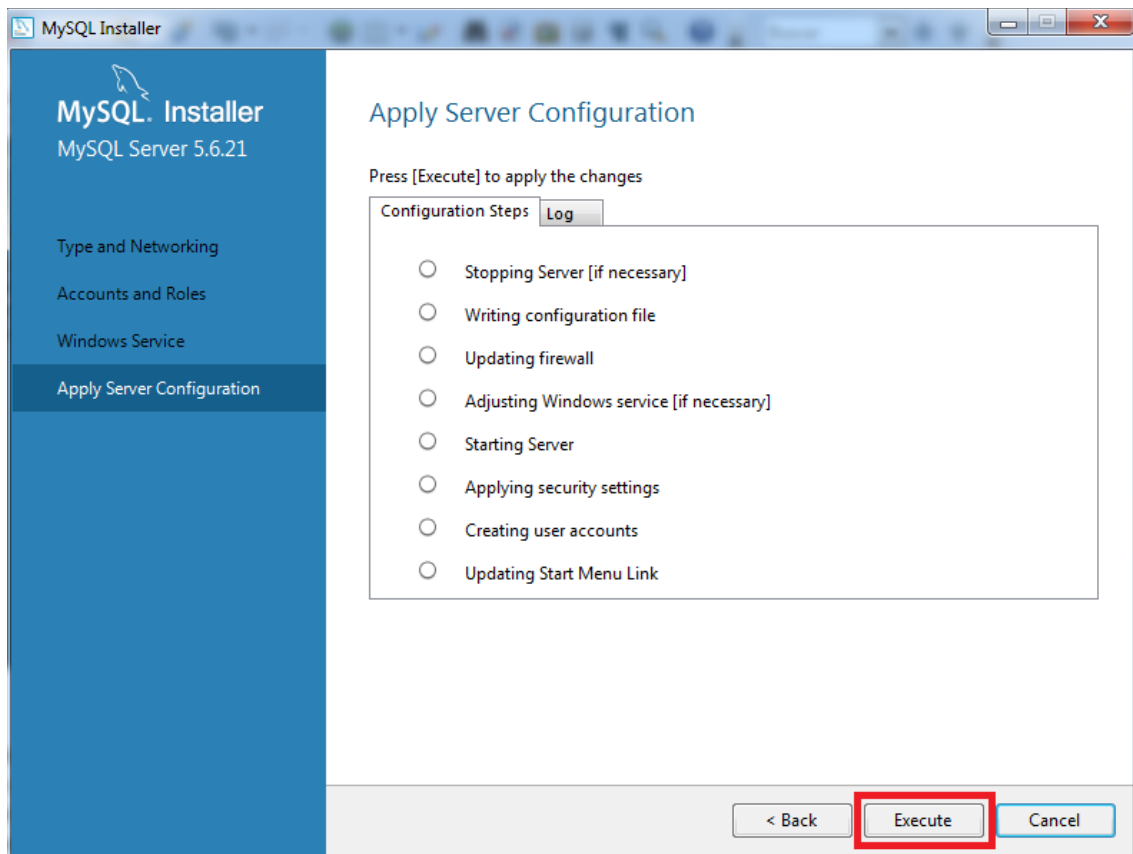 MySQL Installer
MySQL. Installer
MySQL Server 5.6.21
Type and Networking
Accounts and Roles
Windows Service
Apply Server Configuration
Apply Server Configuration
Press [Execute] to apply the changes
Configuration Steps Log
Stopping Server [if necessary]
Writing configuration file
Updating firewall
Adjusting Windows service [if necessary]
Starting Server
Applying security settings
Creating user accounts
Updating Start Menu Link
< Back Execute Cancel